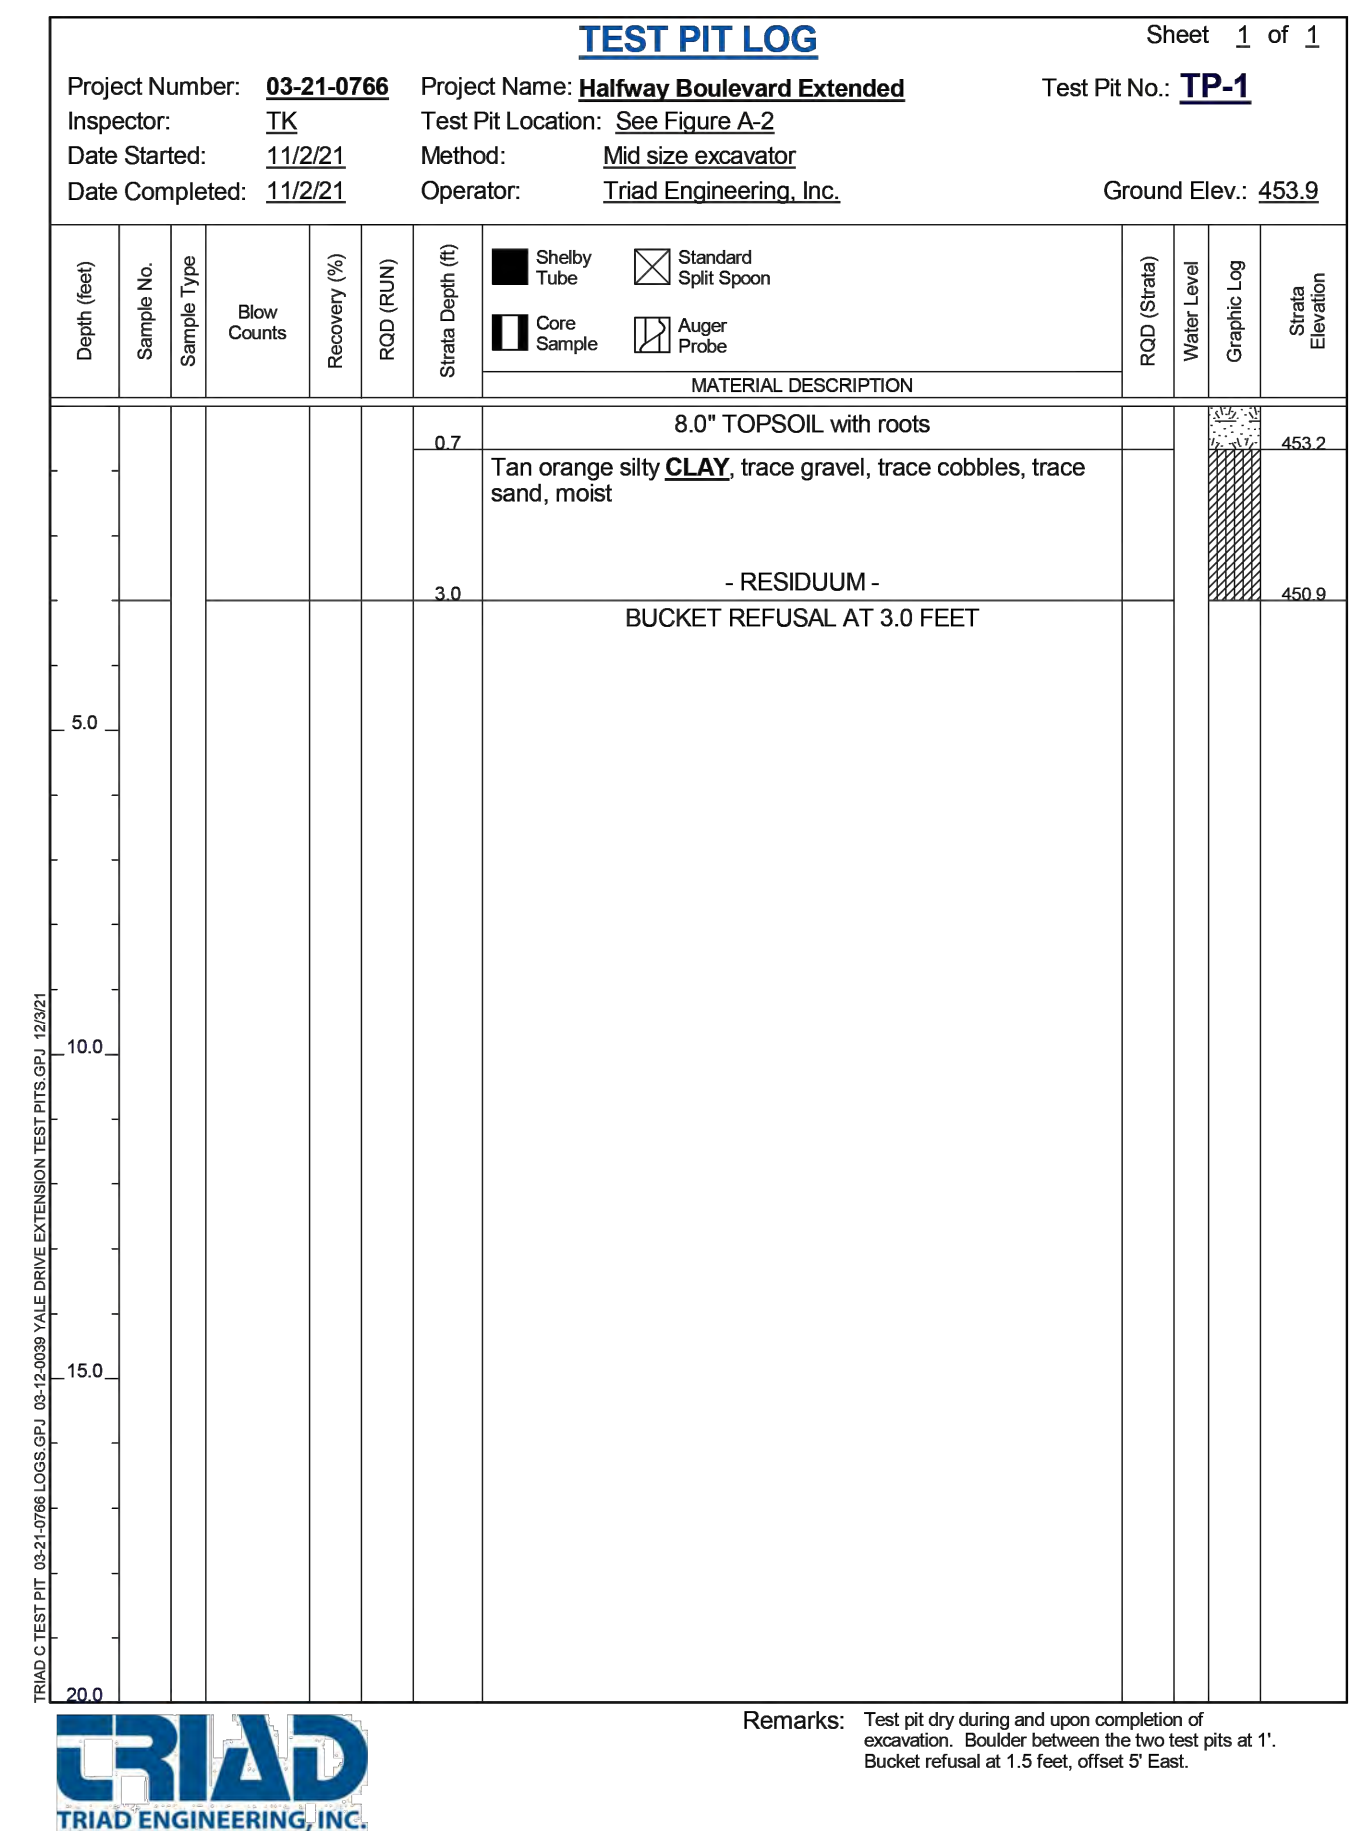 TEST PIT LOG
Sheet 1 of 1
Project Number: 03-21-0766
Project Name: Halfway Boulevard Extended
Test Pit No.: TP-1
Inspector: TK
Test Pit Location: See Figure A-2
Date Started: 11/2/21
Method: Mid size excavator
Date Completed: 11/2/21
Operator: Triad Engineering, Inc.
Ground Elev.: 453.9
Depth (feet)
Sample No.
Sample Type
Blow
Counts
Recovery (%)
RQD (RUN)
Strata Depth (ft)
Shelby
Tube
Standard
Split Spoon
Core
Sample
Auger
Probe
MATERIAL DESCRIPTION
RQD (Strata)
Water Level
Graphic Log
Strata
Elevation
8.0" TOPSOIL with roots
0.7
453.2
Tan orange silty CLAY, trace gravel, trace cobbles, trace
sand, moist
- RESIDUUM -
3.0
450.9
BUCKET REFUSAL AT 3.0 FEET
5.0
10.0
15.0
20.0
TRIAD C TEST PIT 03-21-0766 LOGS.GPJ 03-12-0039 YALE DRIVE EXTENSION TEST PITS.GPJ 12/3/21
TRIAD
TRIAD ENGINEERING, INC.
Remarks: Test pit dry during and upon completion of
excavation. Boulder between the two test pits at 1'.
Bucket refusal at 1.5 feet, offset 5' East.